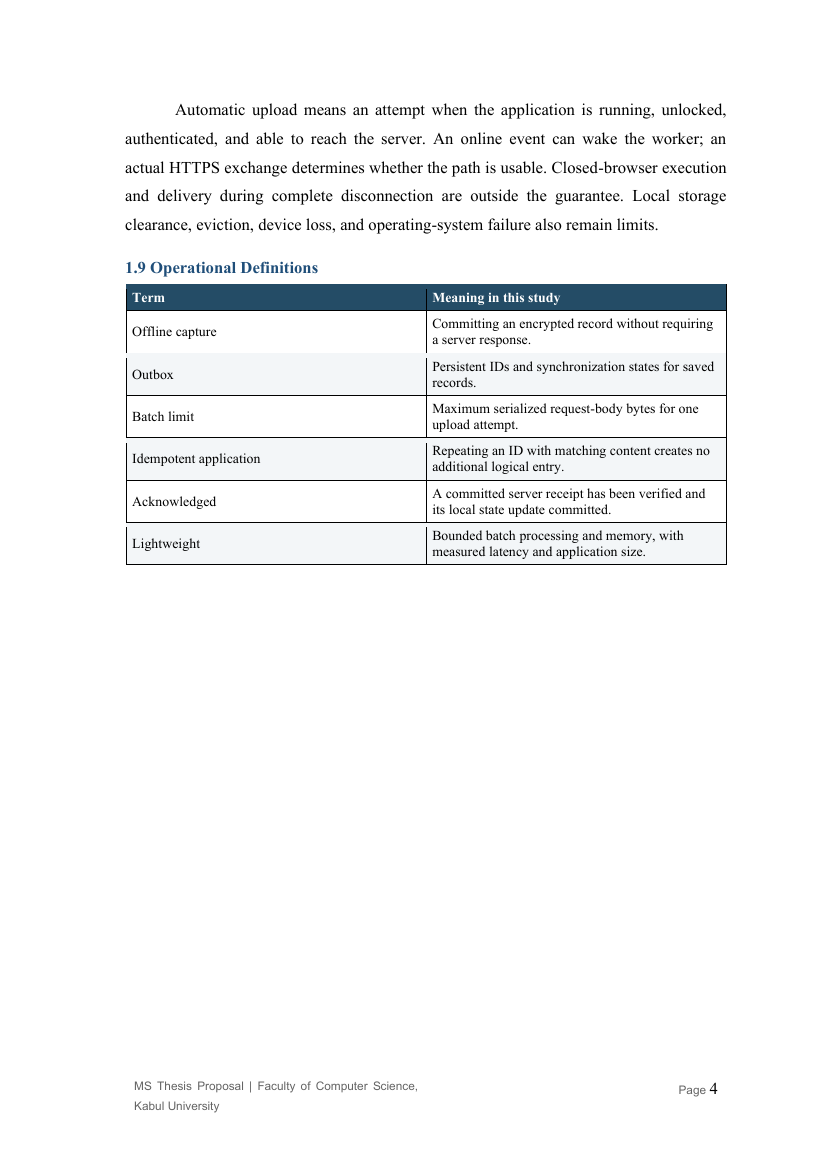 Automatic upload means an attempt when the application is running, unlocked,
authenticated, and able to reach the server. An online event can wake the worker; an
actual HTTPS exchange determines whether the path is usable. Closed-browser execution
and delivery during complete disconnection are outside the guarantee. Local storage
clearance, eviction, device loss, and operating-system failure also remain limits.
1.9 Operational Definitions
Term Meaning in this study
Offline capture Committing an encrypted record without requiring
a server response.
Outbox Persistent IDs and synchronization states for saved
records.
Batch limit Maximum serialized request-body bytes for one
upload attempt.
Idempotent application Repeating an ID with matching content creates no
additional logical entry.
Acknowledged A committed server receipt has been verified and
its local state update committed.
Lightweight Bounded batch processing and memory, with
measured latency and application size.
MS Thesis Proposal | Faculty of Computer Science,
Kabul University
Page 4